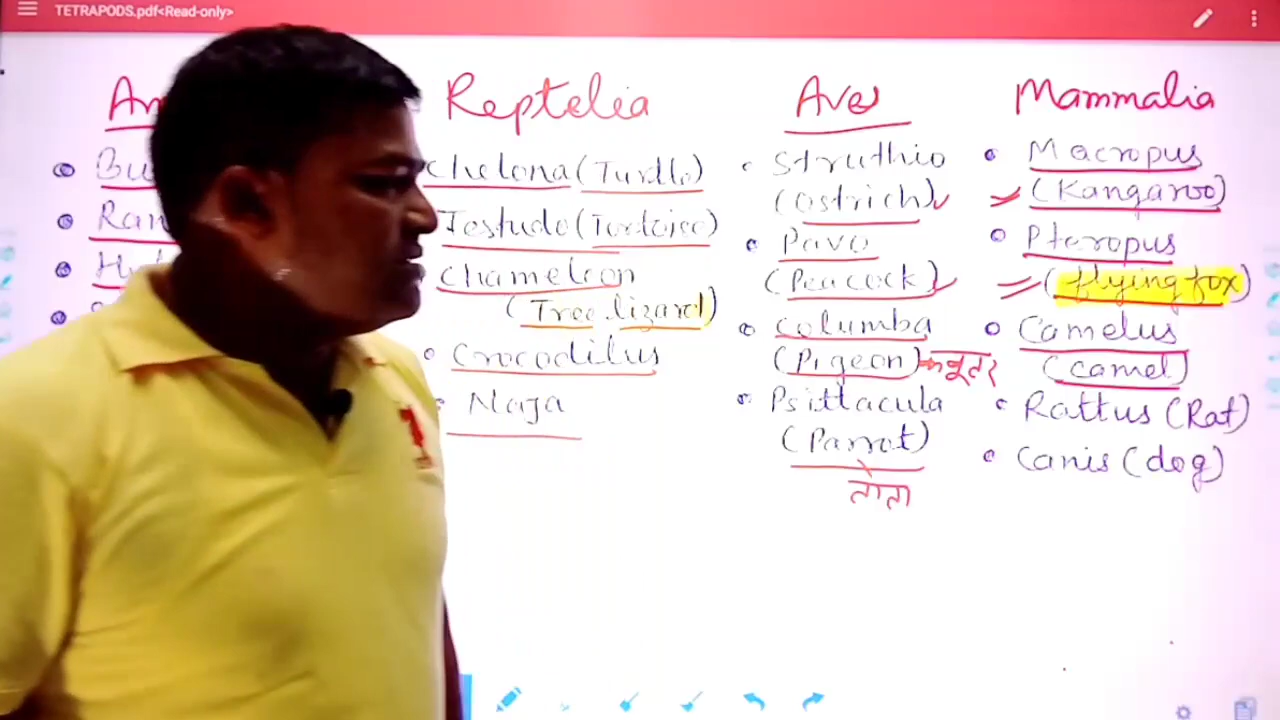 TETRAPODS.pdf<Read-only>
Reptelia
Chelona (Turtle)
Testudo (Tortoise)
Chameleon
(Tree lizard)
Crocodilus
Naja
Aves
Struthio
(Ostrich)
Pavo
(Peacock)
Columba
(Pigeon)
Psittacula
(Parrot)
तोता
Mammalia
Macropus
(Kangaroo)
Pteropus
(flying fox)
Camelus
(camel)
Rattus (Rat)
Canis (dog)